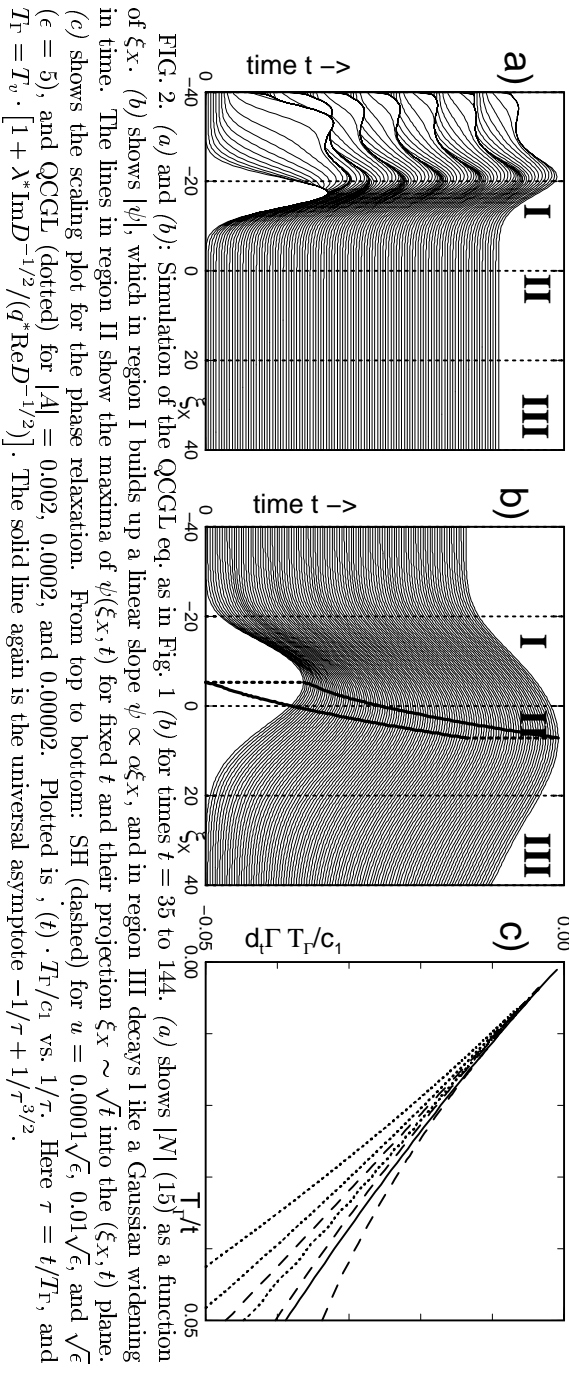 a)
time t −>
0
−40
−20
0
20
40
ξX
I
II
III
b)
time t −>
0
−40
−20
0
20
40
ξX
I
II
III
c)
dtΓ TΓ/c1
0.00
−0.05
0.00
0.05
TΓ/t
FIG. 2. (a) and (b): Simulation of the QCGL eq. as in Fig. 1 (b) for times t = 35 to 144. (a) shows |N| (15) as a function
of ξX. (b) shows |ψ|, which in region I builds up a linear slope ψ ∝ αξX, and in region III decays l ike a Gaussian widening
in time. The lines in region II show the maxima of ψ(ξX, t) for fixed t and their projection ξX ∼ √t into the (ξX, t) plane.
(c) shows the scaling plot for the phase relaxation. From top to bottom: SH (dashed) for u = 0.0001√ϵ, 0.01√ϵ, and √ϵ
(ϵ = 5), and QCGL (dotted) for |A| = 0.002, 0.0002, and 0.00002. Plotted is , (t) · TΓ/c1 vs. 1/τ. Here τ = t/TΓ, and
TΓ = Tv · [1 + λ*ImD−1/2/(q*ReD−1/2)]. The solid line again is the universal asymptote −1/τ + 1/τ3/2.